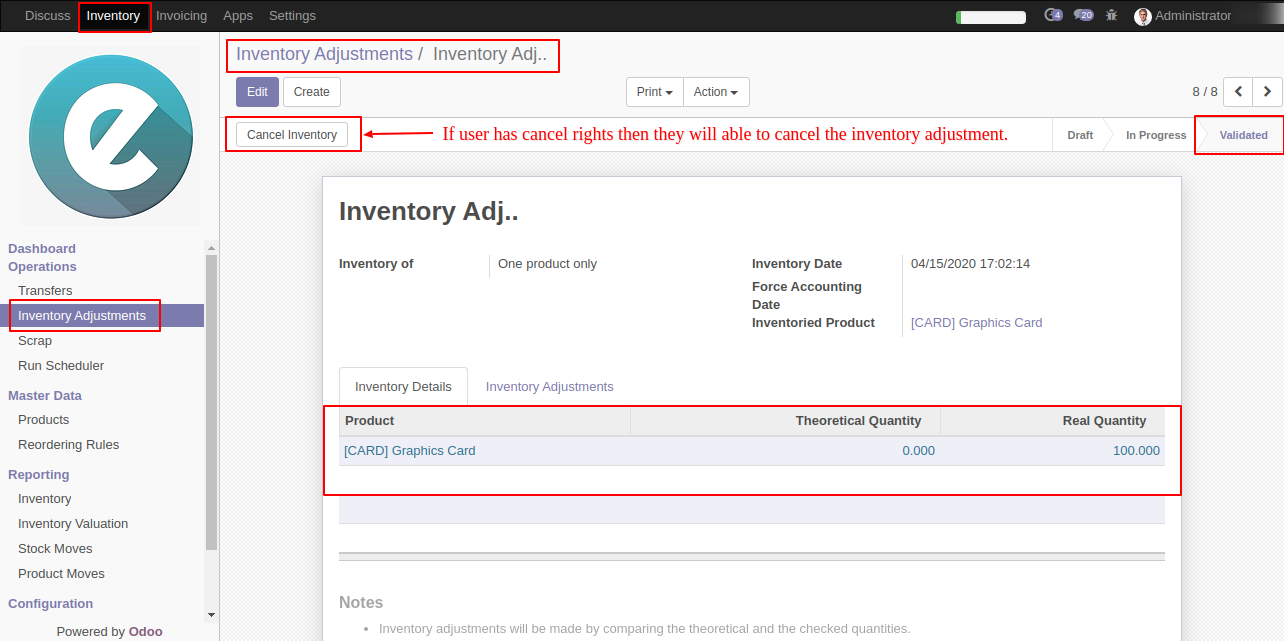 Discuss Inventory Invoicing Apps Settings 4 20 Administrator
Inventory Adjustments / Inventory Adj..
Edit Create Print Action 8 / 8
Cancel Inventory If user has cancel rights then they will able to cancel the inventory adjustment. Draft In Progress Validated
e
Dashboard
Operations
Transfers
Inventory Adjustments
Scrap
Run Scheduler
Master Data
Products
Reordering Rules
Reporting
Inventory
Inventory Valuation
Stock Moves
Product Moves
Configuration
Powered by Odoo
Inventory Adj..
Inventory of One product only
Inventory Date 04/15/2020 17:02:14
Force Accounting
Date
Inventoried Product [CARD] Graphics Card
Inventory Details Inventory Adjustments
Product Theoretical Quantity Real Quantity
[CARD] Graphics Card 0.000 100.000
Notes
• Inventory adjustments will be made by comparing the theoretical and the checked quantities.